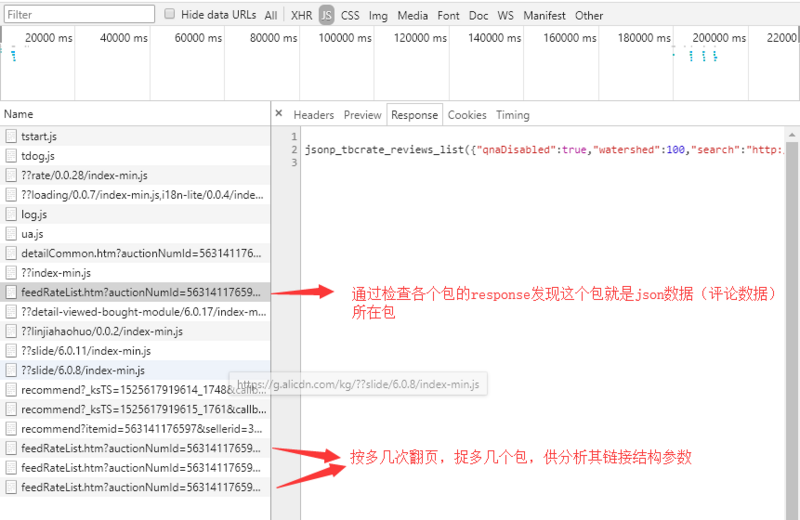 Filter Hide data URLs All XHR JS CSS Img Media Font Doc WS Manifest Other
20000 ms 40000 ms 60000 ms 80000 ms 100000 ms 120000 ms 140000 ms 160000 ms 180000 ms 200000 ms 22000
Name × Headers Preview Response Cookies Timing
tstart.js
tdog.js
??rate/0.0.28/index-min.js
??loading/0.0.7/index-min.js,i18n-lite/0.0.4/inde...
log.js
ua.js
detailCommon.htm?auctionNumId=563141176...
??index-min.js
feedRateList.htm?auctionNumId=56314117659...
??detail-viewed-bought-module/6.0.17/index-m...
??linjiahaohuo/0.0.2/index-min.js
??slide/6.0.11/index-min.js
??slide/6.0.8/index-min.js
https://g.alicdn.com/kg/??slide/6.0.8/index-min.js
recommend?_ksTS=1525617919614_1748&callb...
recommend?_ksTS=1525617919615_1761&callb...
recommend?itemid=563141176597&sellerid=3...
feedRateList.htm?auctionNumId=56314117659...
feedRateList.htm?auctionNumId=56314117659...
feedRateList.htm?auctionNumId=56314117659...
1
2 jsonp_tbcrate_reviews_list({"qnaDisabled":true,"watershed":100,"search":"http:
3
通过检查各个包的response发现这个包就是json数据（评论数据）
所在包
按多几次翻页，捉多几个包，供分析其链接结构参数